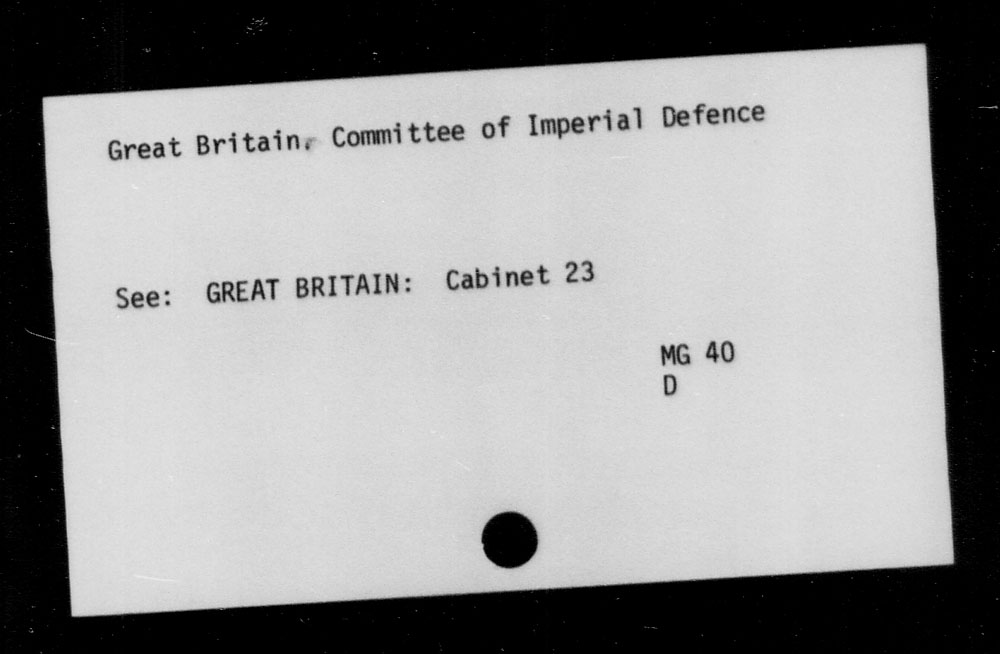 Great Britain. Committee of Imperial Defence
See: GREAT BRITAIN: Cabinet 23
MG 40
D